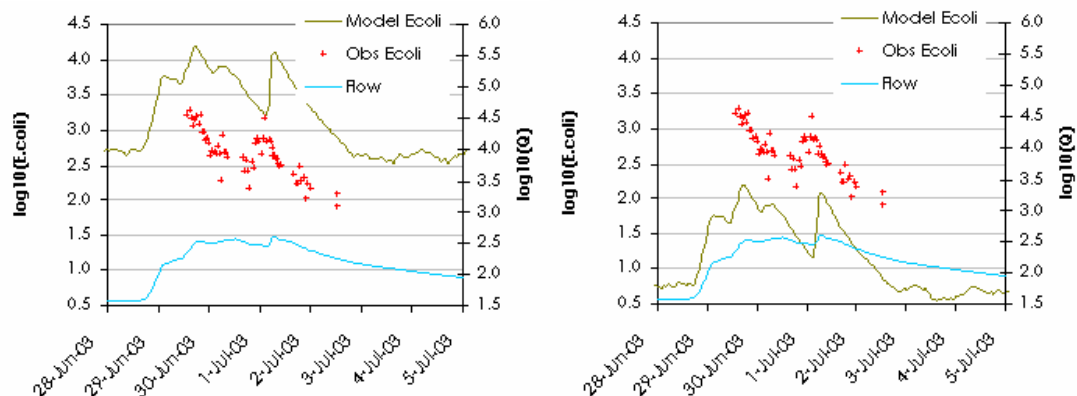 4.5
4.0
3.5
3.0
2.5
2.0
1.5
1.0
0.5
log10(E.coli)
Model Ecoli
Obs Ecoli
Flow
6.0
5.5
5.0
4.5
4.0
3.5
3.0
2.5
2.0
1.5
log10(Q)
28-Jun-03
29-Jun-03
30-Jun-03
1-Jul-03
2-Jul-03
3-Jul-03
4-Jul-03
5-Jul-03
4.5
4.0
3.5
3.0
2.5
2.0
1.5
1.0
0.5
log10(E.coli)
Model Ecoli
Obs Ecoli
Flow
6.0
5.5
5.0
4.5
4.0
3.5
3.0
2.5
2.0
1.5
log10(Q)
28-Jun-03
29-Jun-03
30-Jun-03
1-Jul-03
2-Jul-03
3-Jul-03
4-Jul-03
5-Jul-03